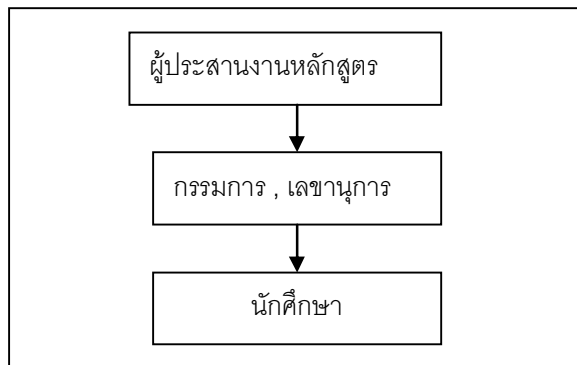 ผู้ประสานงานหลักสูตร
กรรมการ , เลขานุการ
นักศึกษา